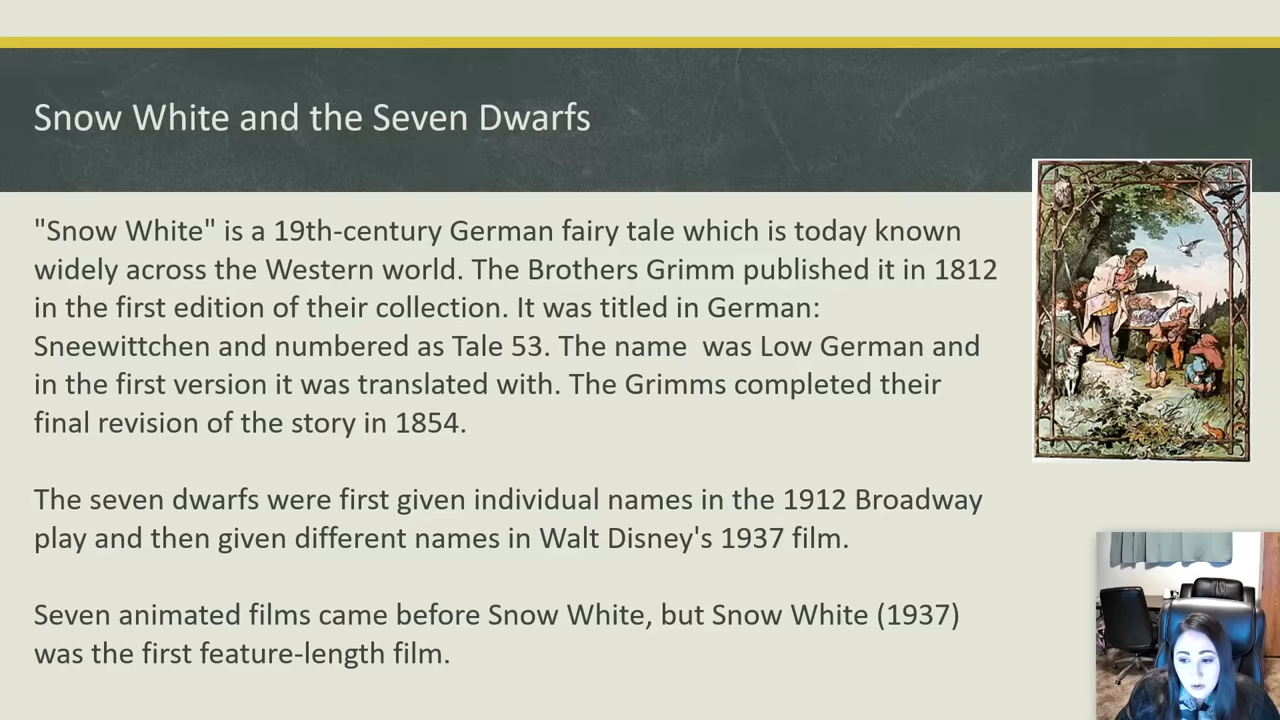 Snow White and the Seven Dwarfs
"Snow White" is a 19th-century German fairy tale which is today known
widely across the Western world. The Brothers Grimm published it in 1812
in the first edition of their collection. It was titled in German:
Sneewittchen and numbered as Tale 53. The name  was Low German and
in the first version it was translated with. The Grimms completed their
final revision of the story in 1854.
The seven dwarfs were first given individual names in the 1912 Broadway
play and then given different names in Walt Disney's 1937 film.
Seven animated films came before Snow White, but Snow White (1937)
was the first feature-length film.